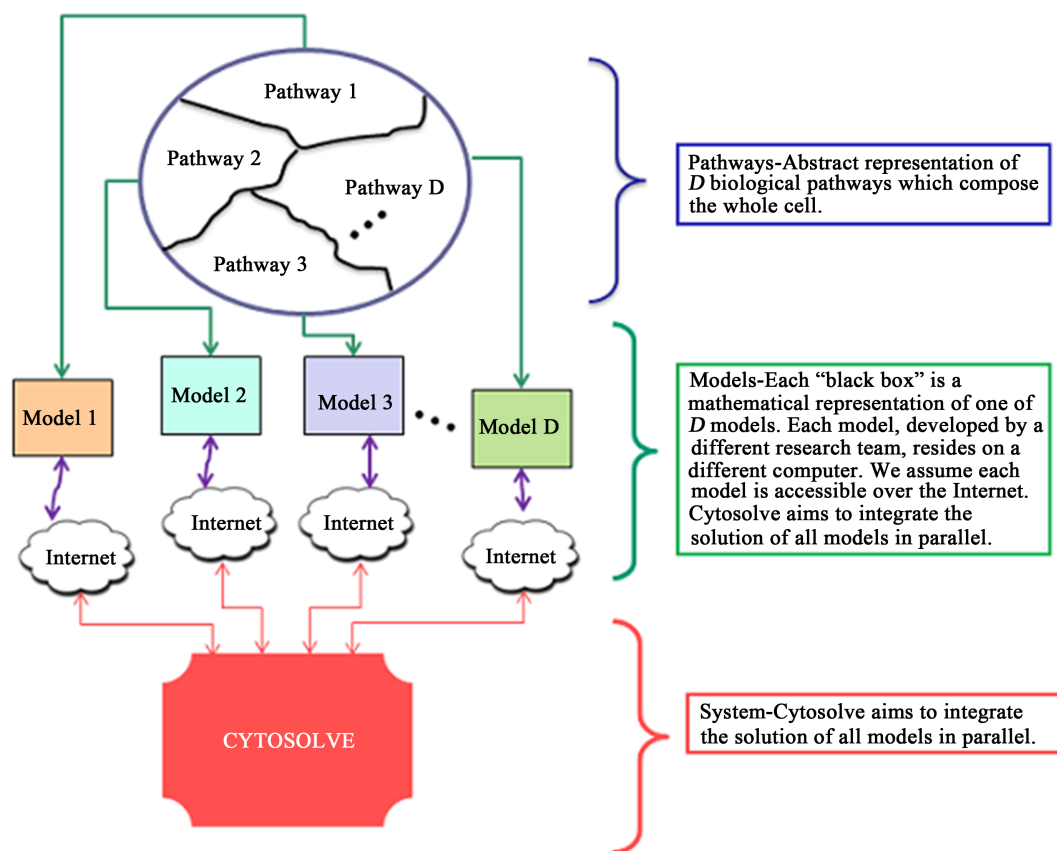 Pathway 1
Pathway 2
Pathway D
Pathway 3
Pathways-Abstract representation of
D biological pathways which compose
the whole cell.
Model 1
Model 2
Model 3
Model D
Models-Each “black box” is a
mathematical representation of one of
D models. Each model, developed by a
different research team, resides on a
different computer. We assume each
model is accessible over the Internet.
Cytosolve aims to integrate the
solution of all models in parallel.
Internet
Internet
Internet
Internet
CYTOSOLVE
System-Cytosolve aims to integrate
the solution of all models in parallel.